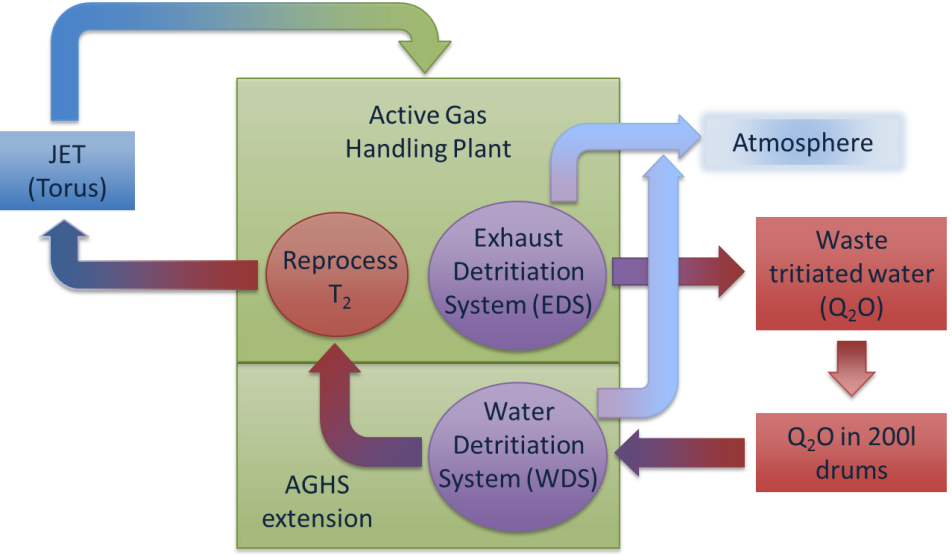 Active Gas
Handling Plant
JET
(Torus)
Atmosphere
Reprocess
T₂
Exhaust
Detritiation
System (EDS)
Waste
tritiated water
(Q₂O)
Water
Detritiation
System (WDS)
Q₂O in 200l
drums
AGHS
extension